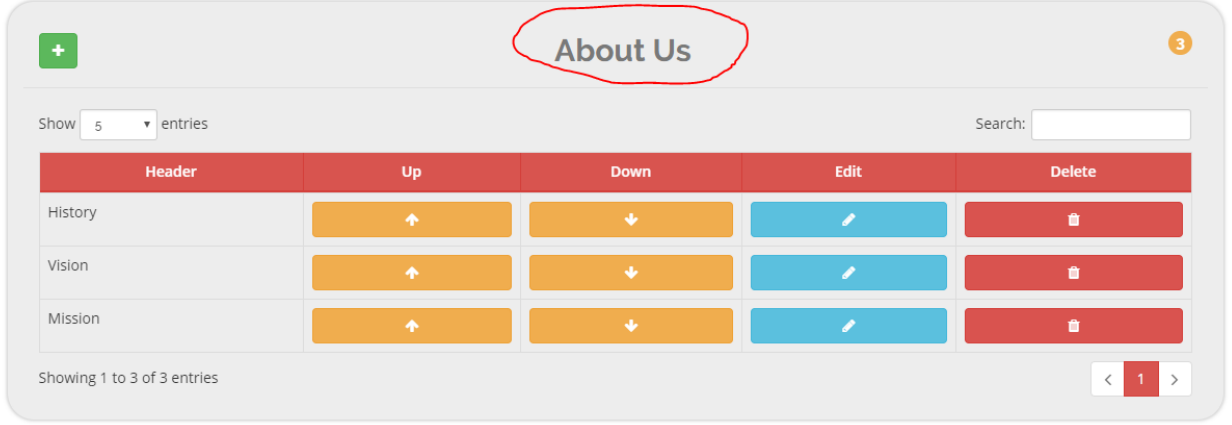 + About Us 3
Show 5 entries Search:
Header Up Down Edit Delete
History
Vision
Mission
Showing 1 to 3 of 3 entries < 1 >